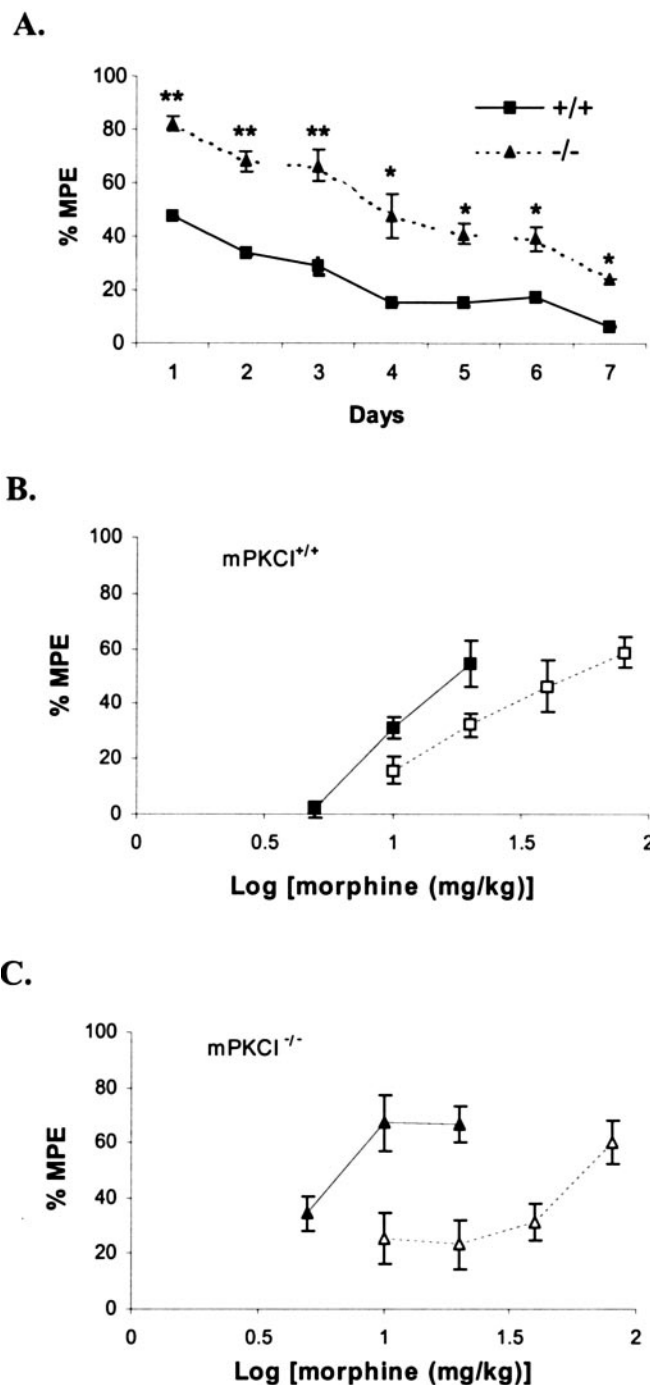 A.
100
80
60
40
20
0
% MPE
** ** ** * * * *
+/+
-/-
1 2 3 4 5 6 7
Days
B.
mPKCI+/+
100
80
60
40
20
0
% MPE
0 0.5 1 1.5 2
Log [morphine (mg/kg)]
C.
mPKCI -/-
100
80
60
40
20
0
% MPE
0 0.5 1 1.5 2
Log [morphine (mg/kg)]